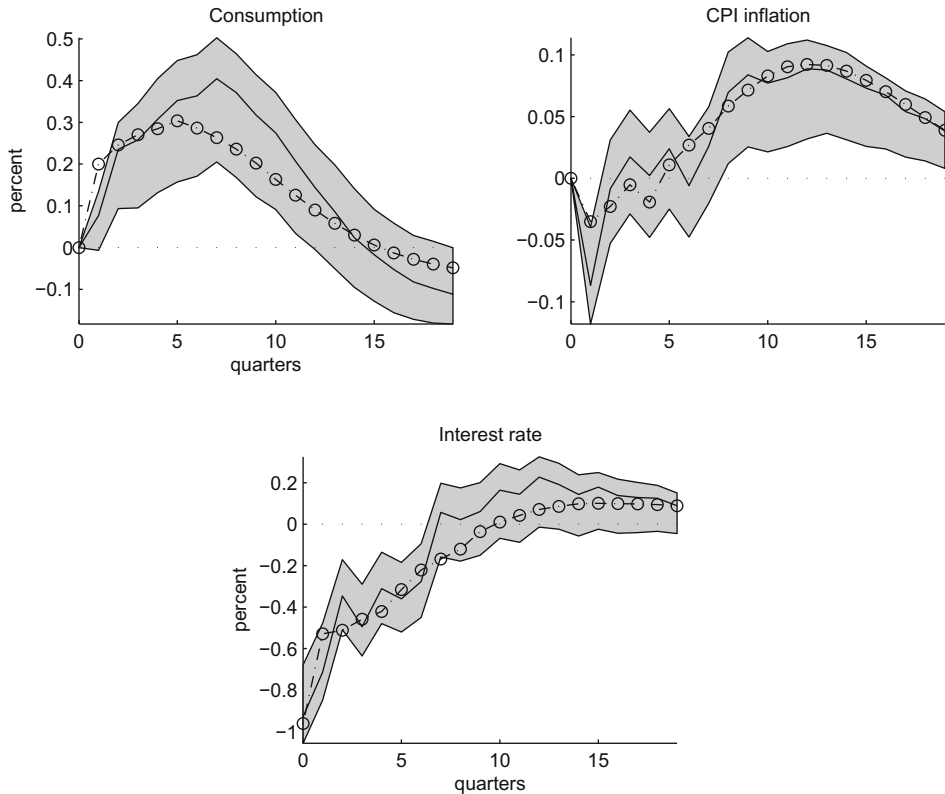 Consumption
0.5
0.4
0.3
0.2
0.1
0
−0.1
percent
0 5 10 15
quarters
CPI inflation
0.1
0.05
0
−0.05
−0.1
0 5 10 15
Interest rate
0.2
0
−0.2
−0.4
−0.6
−0.8
−1
percent
0 5 10 15
quarters